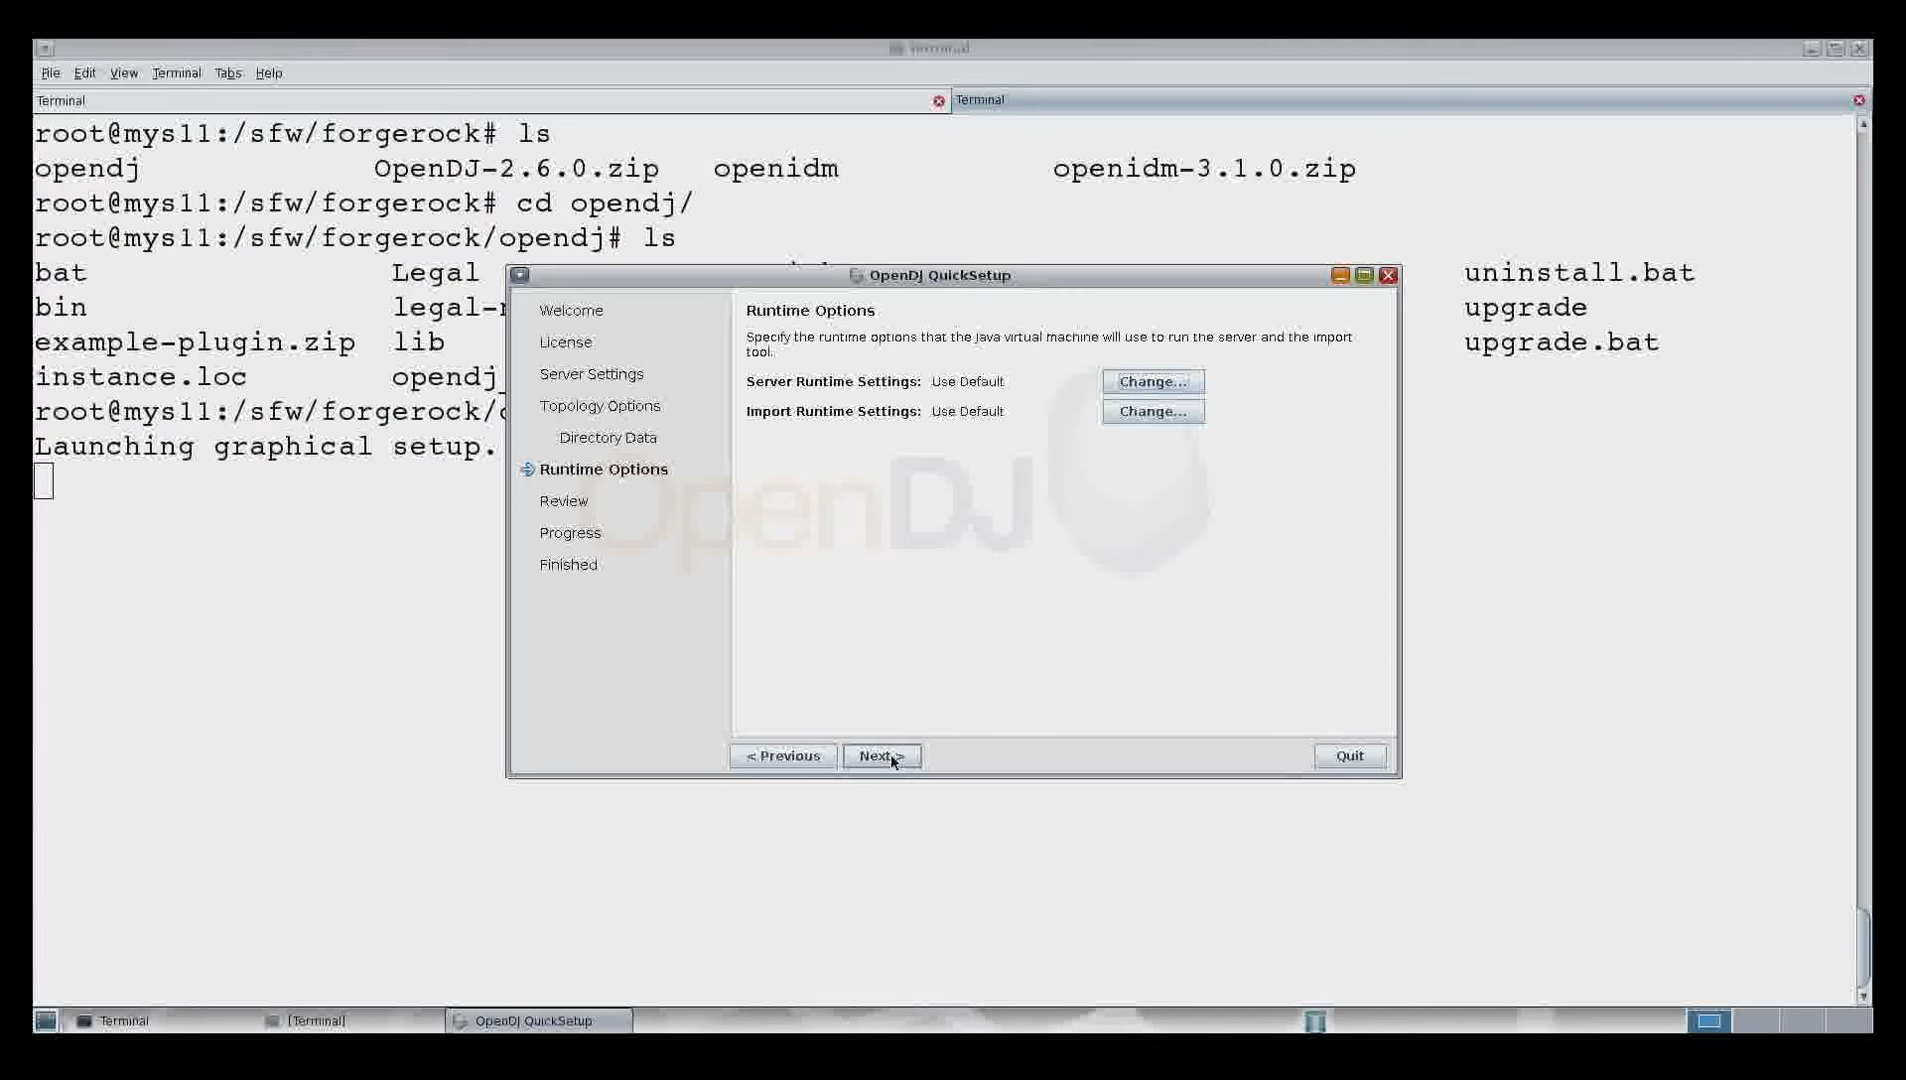 Terminal
File Edit View Terminal Tabs Help
Terminal Terminal
root@mys11:/sfw/forgerock# ls
opendj OpenDJ-2.6.0.zip openidm openidm-3.1.0.zip
root@mys11:/sfw/forgerock# cd opendj/
root@mys11:/sfw/forgerock/opendj# ls
bat Legal uninstall.bat
bin legal- upgrade
example-plugin.zip lib upgrade.bat
instance.loc opendj_
root@mys11:/sfw/forgerock/
Launching graphical setup.
OpenDJ QuickSetup
Welcome
License
Server Settings
Topology Options
Directory Data
Runtime Options
Review
Progress
Finished
Runtime Options
Specify the runtime options that the java virtual machine will use to run the server and the import
tool.
Server Runtime Settings: Use Default Change...
Import Runtime Settings: Use Default Change...
OpenDJ
< Previous Next > Quit
Terminal [Terminal] OpenDJ QuickSetup